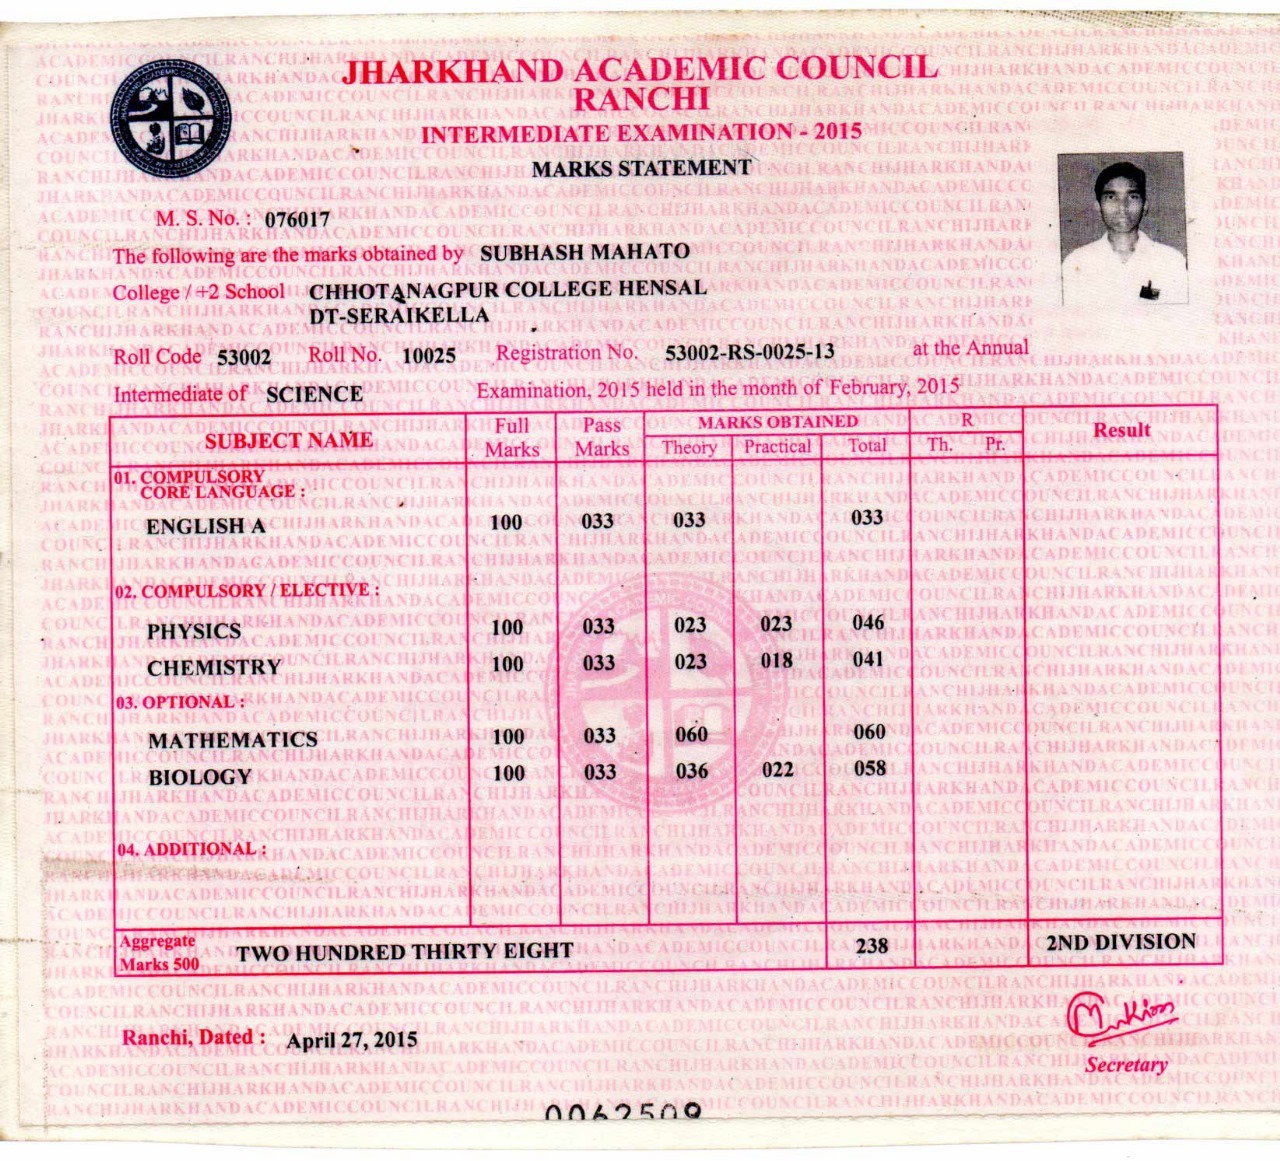 JHARKHAND ACADEMIC COUNCIL
RANCHI
INTERMEDIATE EXAMINATION - 2015
MARKS STATEMENT
M. S. No. : 076017
The following are the marks obtained by SUBHASH MAHATO
College / +2 School CHHOTANAGPUR COLLEGE HENSAL
DT-SERAIKELLA
Roll Code 53002 Roll No. 10025 Registration No. 53002-RS-0025-13 at the Annual
Intermediate of SCIENCE Examination, 2015 held in the month of February, 2015
SUBJECT NAME Full Marks Pass Marks MARKS OBTAINED R Result
Theory Practical Total Th. Pr.
01. COMPULSORY
CORE LANGUAGE :
ENGLISH A 100 033 033 033
02. COMPULSORY / ELECTIVE :
PHYSICS 100 033 023 023 046
CHEMISTRY 100 033 023 018 041
03. OPTIONAL :
MATHEMATICS 100 033 060 060
BIOLOGY 100 033 036 022 058
04. ADDITIONAL :
Aggregate
Marks 500 TWO HUNDRED THIRTY EIGHT 238 2ND DIVISION
Ranchi, Dated : April 27, 2015
Secretary
0062509